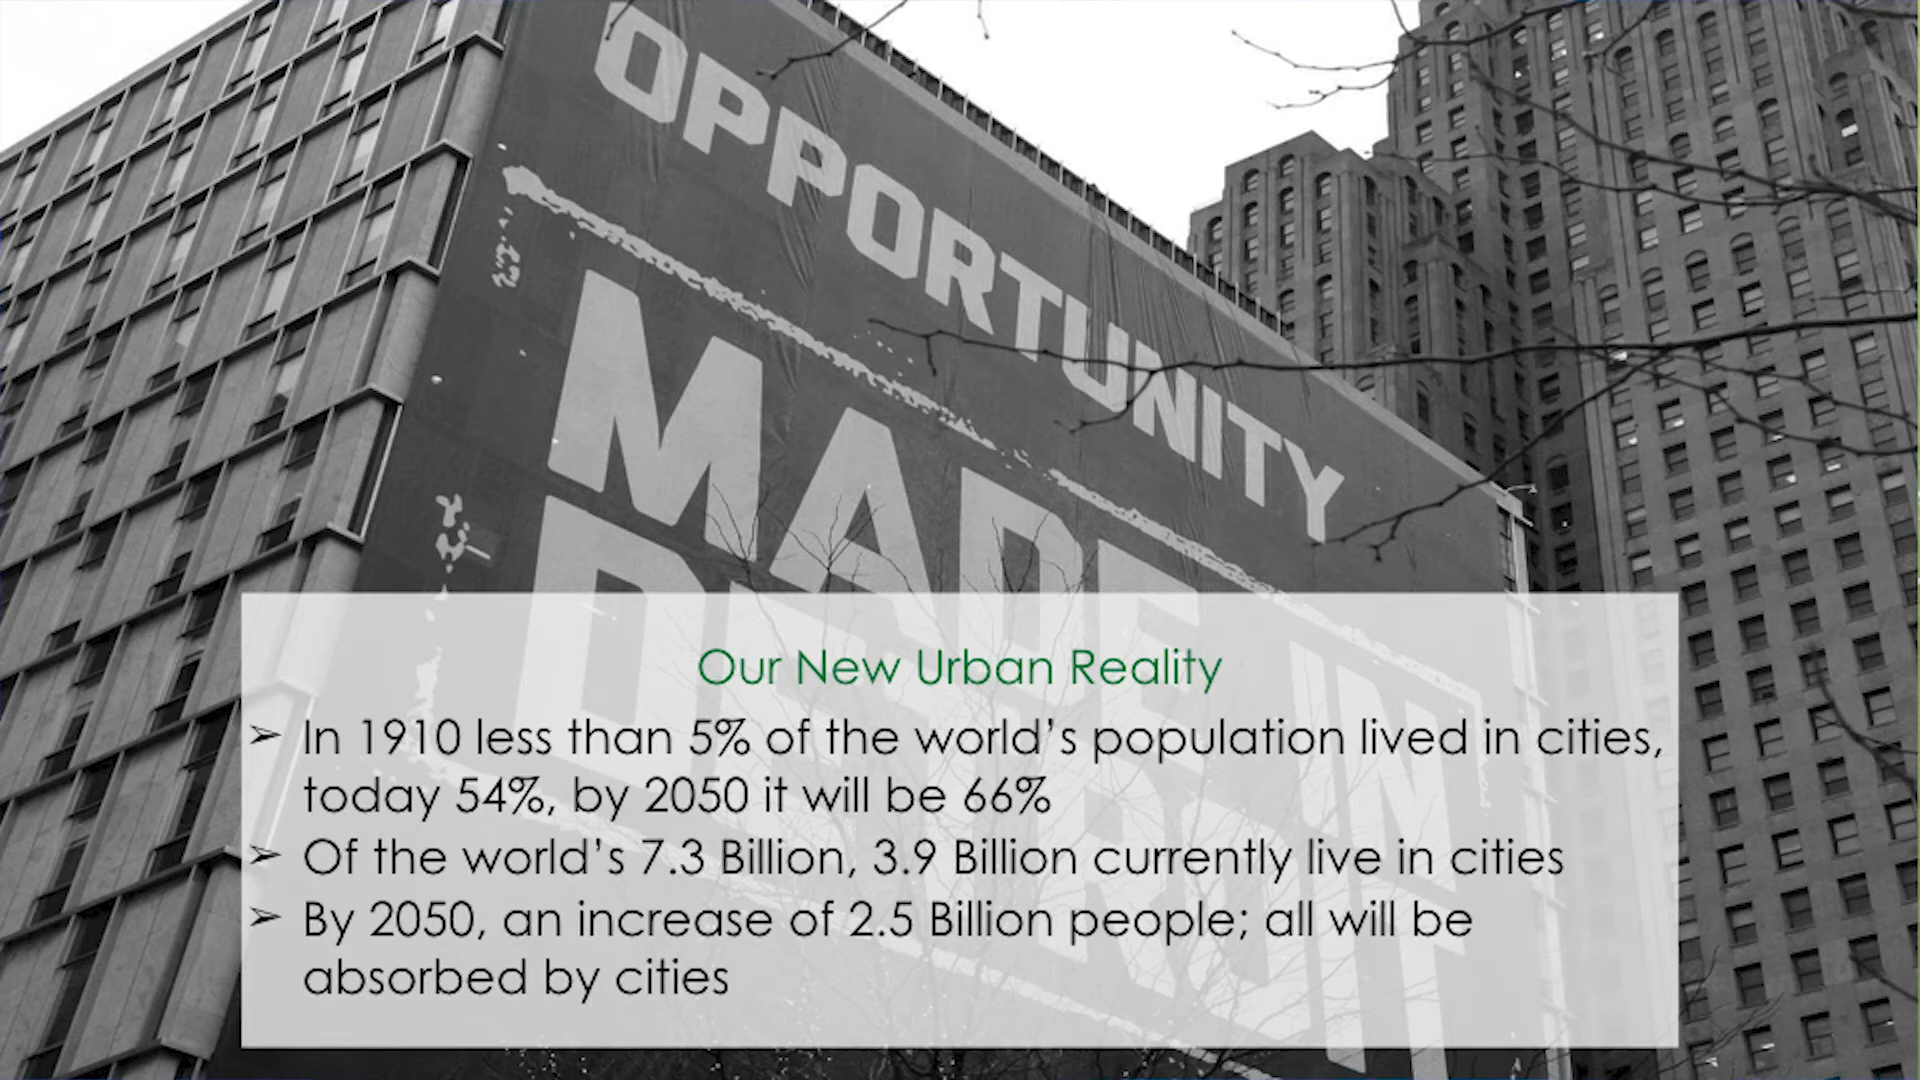 OPPORTUNITY
MADE IN
DETROIT
Our New Urban Reality
➢ In 1910 less than 5% of the world’s population lived in cities,
today 54%, by 2050 it will be 66%
➢ Of the world’s 7.3 Billion, 3.9 Billion currently live in cities
➢ By 2050, an increase of 2.5 Billion people; all will be
absorbed by cities